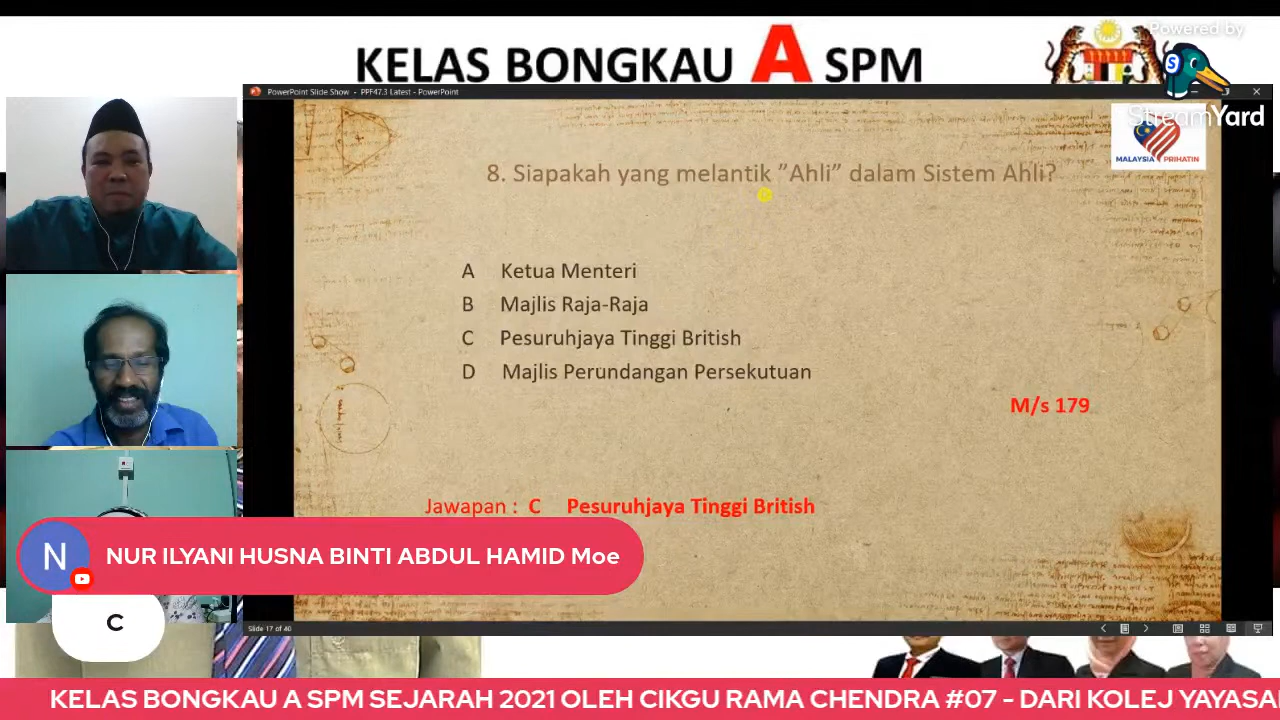 KELAS BONGKAU A SPM
Powered by
StreamYard
PowerPoint Slide Show - PPF47.3 Latest - PowerPoint
MALAYSIA PRIHATIN
8. Siapakah yang melantik ”Ahli” dalam Sistem Ahli?
A Ketua Menteri
B Majlis Raja-Raja
C Pesuruhjaya Tinggi British
D Majlis Perundangan Persekutuan
M/s 179
Jawapan : C Pesuruhjaya Tinggi British
N NUR ILYANI HUSNA BINTI ABDUL HAMID Moe
C
Slide 17 of 40
KELAS BONGKAU A SPM SEJARAH 2021 OLEH CIKGU RAMA CHENDRA #07 - DARI KOLEJ YAYASA